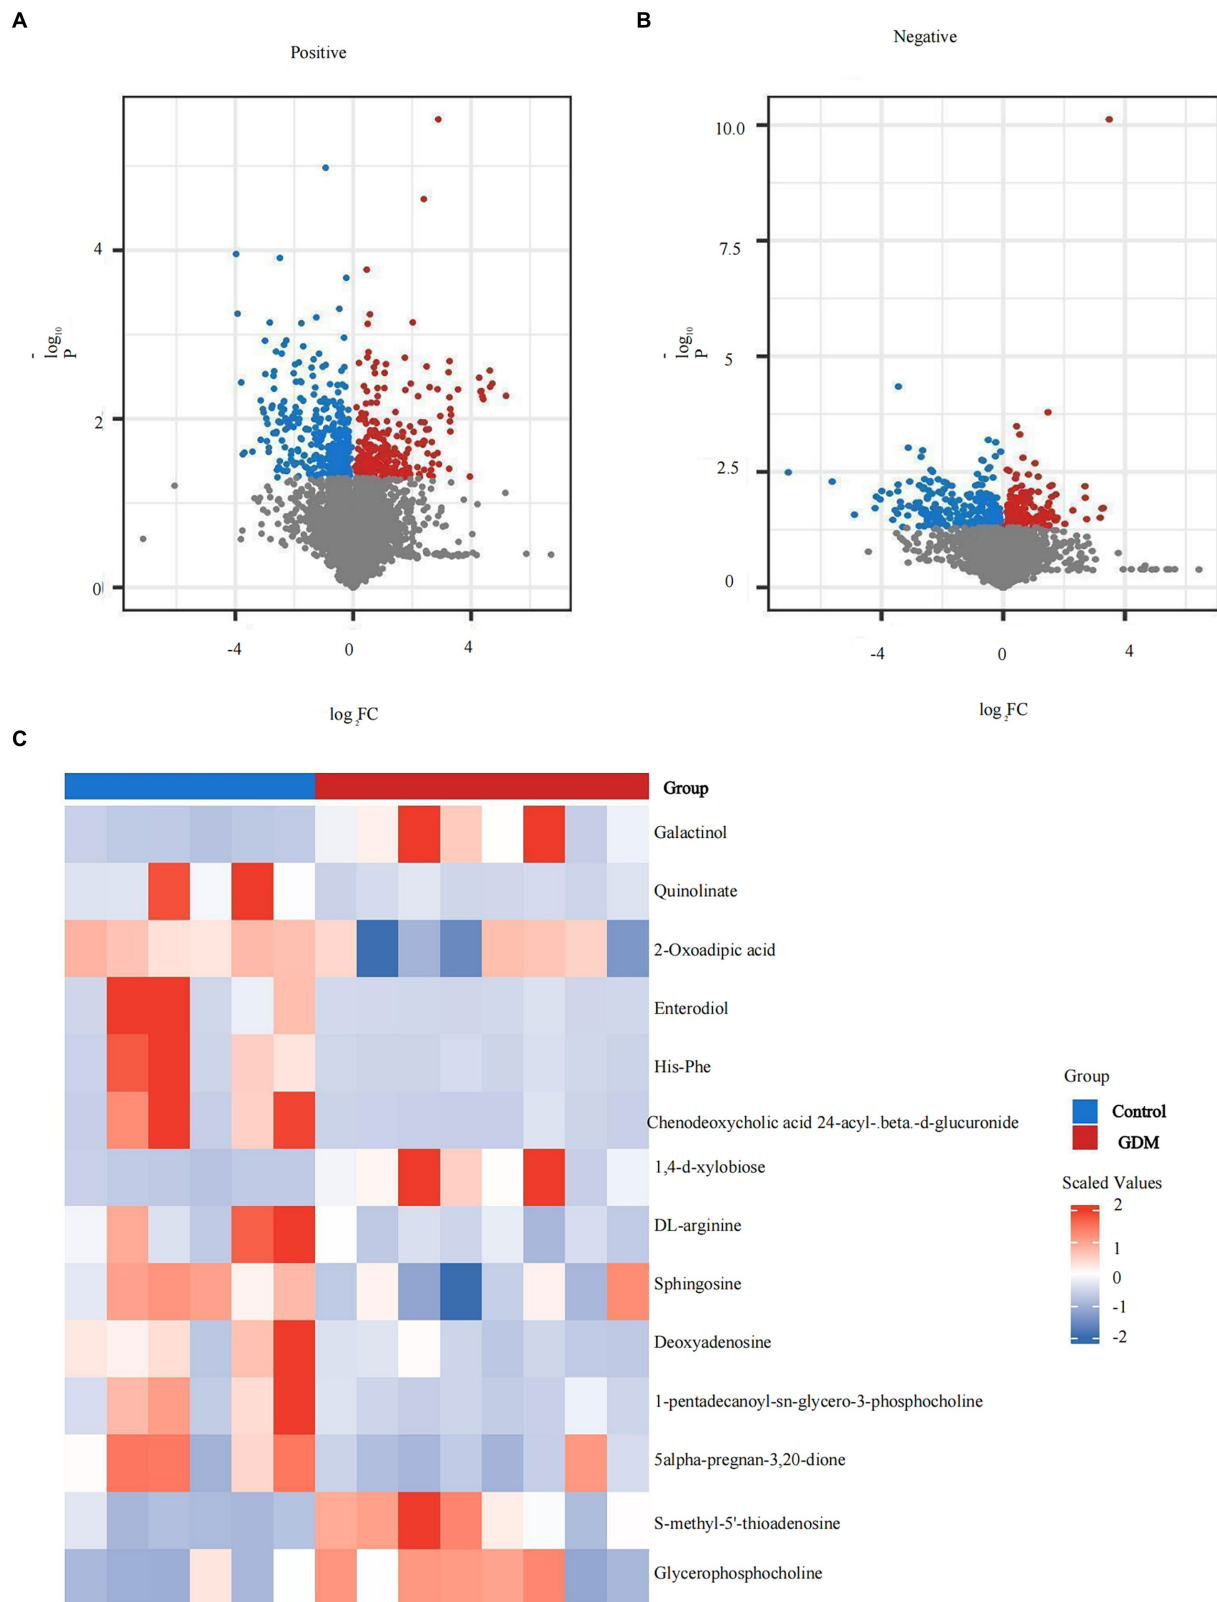 A
B
Positive
Negative
-
log10
P
4
2
0
-4
0
4
log2FC
-
log10
P
10.0
7.5
5
2.5
0
-4
0
4
log2FC
C
Group
Galactinol
Quinolinate
2-Oxoadipic acid
Enterodiol
His-Phe
Chenodeoxycholic acid 24-acyl-.beta.-d-glucuronide
1,4-d-xylobiose
DL-arginine
Sphingosine
Deoxyadenosine
1-pentadecanoyl-sn-glycero-3-phosphocholine
5alpha-pregnan-3,20-dione
S-methyl-5'-thioadenosine
Glycerophosphocholine
Group
Control
GDM
Scaled Values
2
1
0
-1
-2